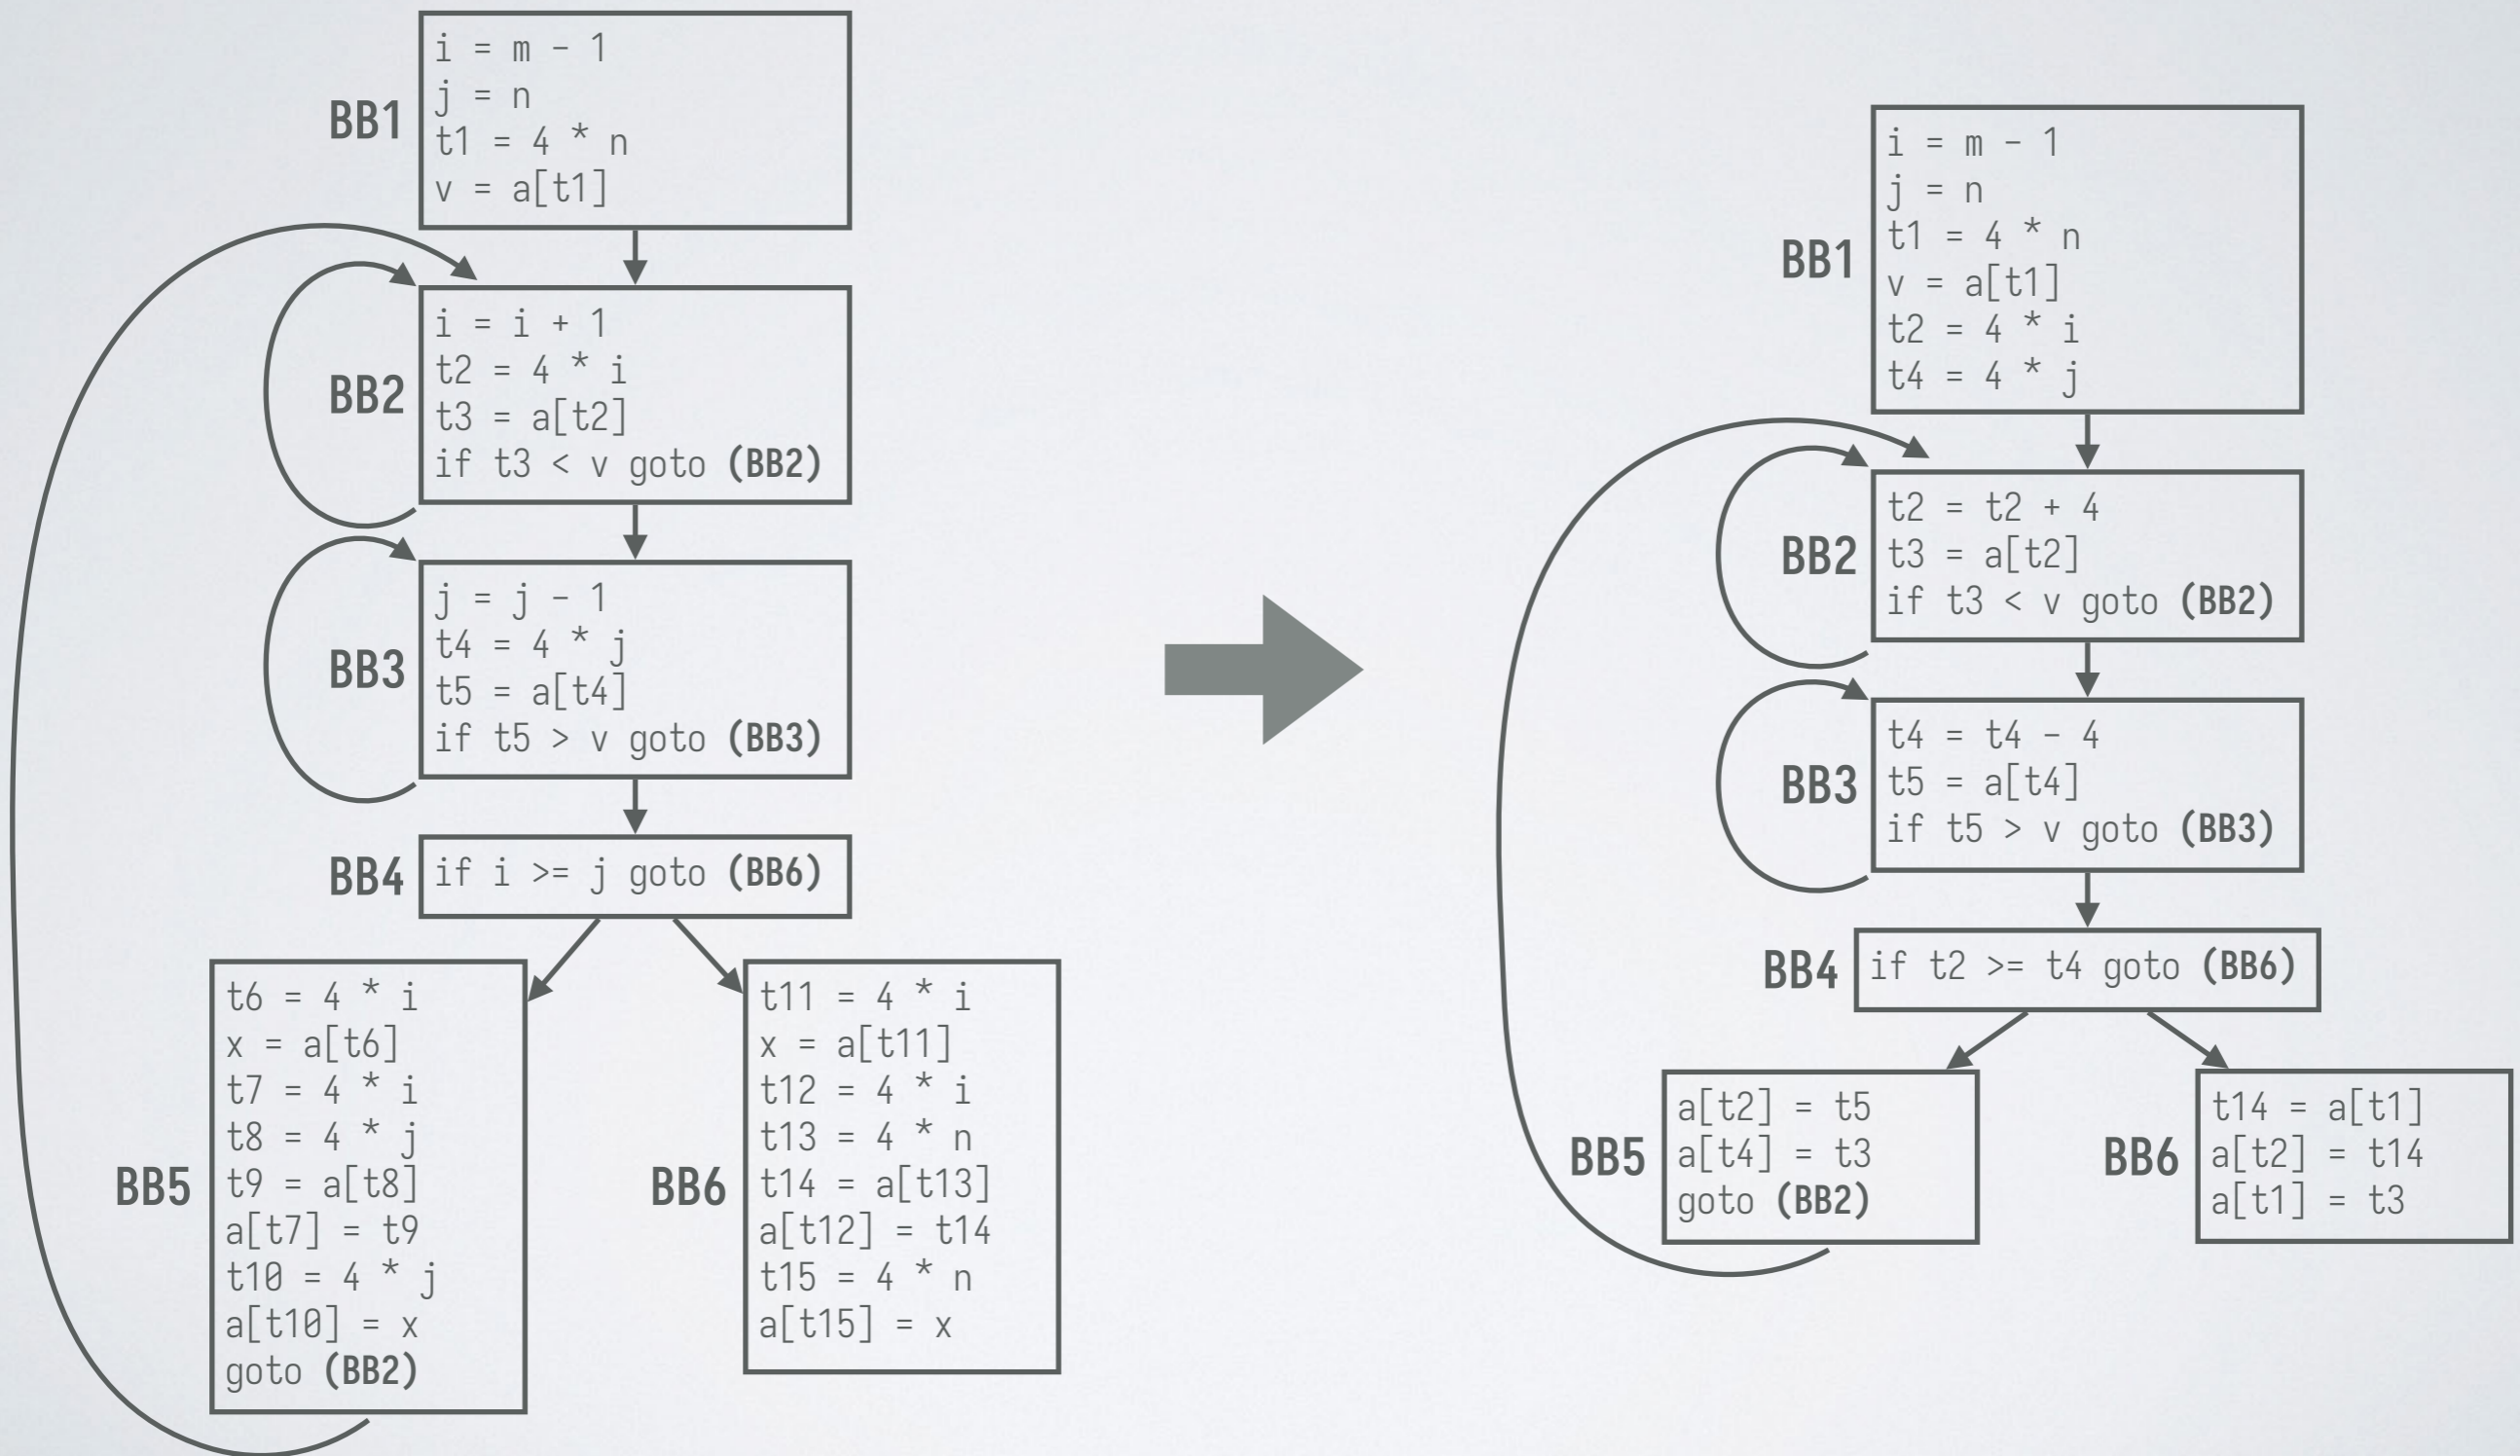 BB1
i = m - 1
j = n
t1 = 4 * n
v = a[t1]
BB2
i = i + 1
t2 = 4 * i
t3 = a[t2]
if t3 < v goto (BB2)
BB3
j = j - 1
t4 = 4 * j
t5 = a[t4]
if t5 > v goto (BB3)
BB4
if i >= j goto (BB6)
BB5
t6 = 4 * i
x = a[t6]
t7 = 4 * i
t8 = 4 * j
t9 = a[t8]
a[t7] = t9
t10 = 4 * j
a[t10] = x
goto (BB2)
BB6
t11 = 4 * i
x = a[t11]
t12 = 4 * i
t13 = 4 * n
t14 = a[t13]
a[t12] = t14
t15 = 4 * n
a[t15] = x
BB1
i = m - 1
j = n
t1 = 4 * n
v = a[t1]
t2 = 4 * i
t4 = 4 * j
BB2
t2 = t2 + 4
t3 = a[t2]
if t3 < v goto (BB2)
BB3
t4 = t4 - 4
t5 = a[t4]
if t5 > v goto (BB3)
BB4
if t2 >= t4 goto (BB6)
BB5
a[t2] = t5
a[t4] = t3
goto (BB2)
BB6
t14 = a[t1]
a[t2] = t14
a[t1] = t3